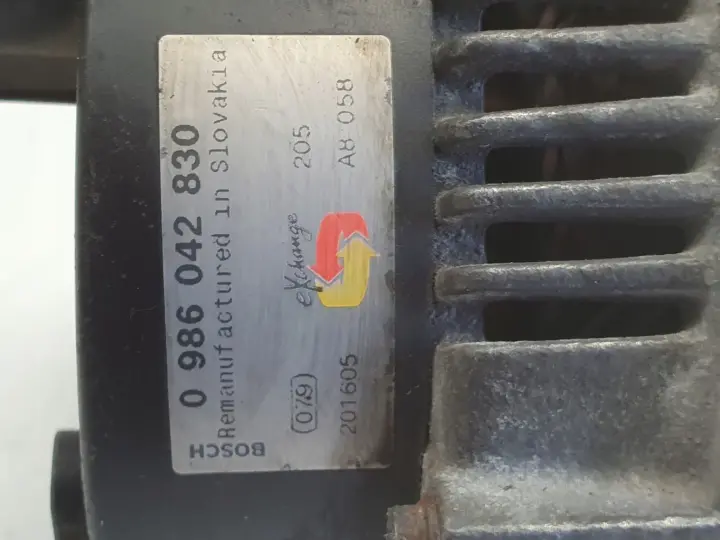 BOSCH
0 986 042 830
Remanufactured in Slovakia
079 eXchange 205
201605 A8 058